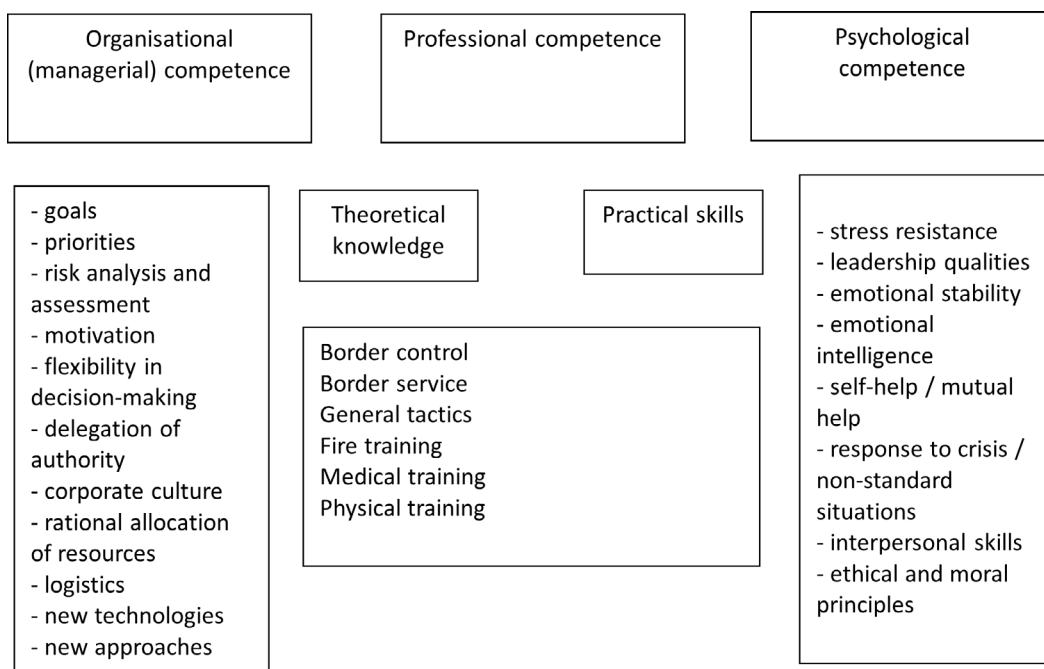 Organisational
(managerial) competence
Professional competence
Psychological
competence
- goals
- priorities
- risk analysis and
assessment
- motivation
- flexibility in
decision-making
- delegation of
authority
- corporate culture
- rational allocation
of resources
- logistics
- new technologies
- new approaches
Theoretical
knowledge
Practical skills
Border control
Border service
General tactics
Fire training
Medical training
Physical training
- stress resistance
- leadership qualities
- emotional stability
- emotional
intelligence
- self-help / mutual
help
- response to crisis /
non-standard
situations
- interpersonal skills
- ethical and moral
principles